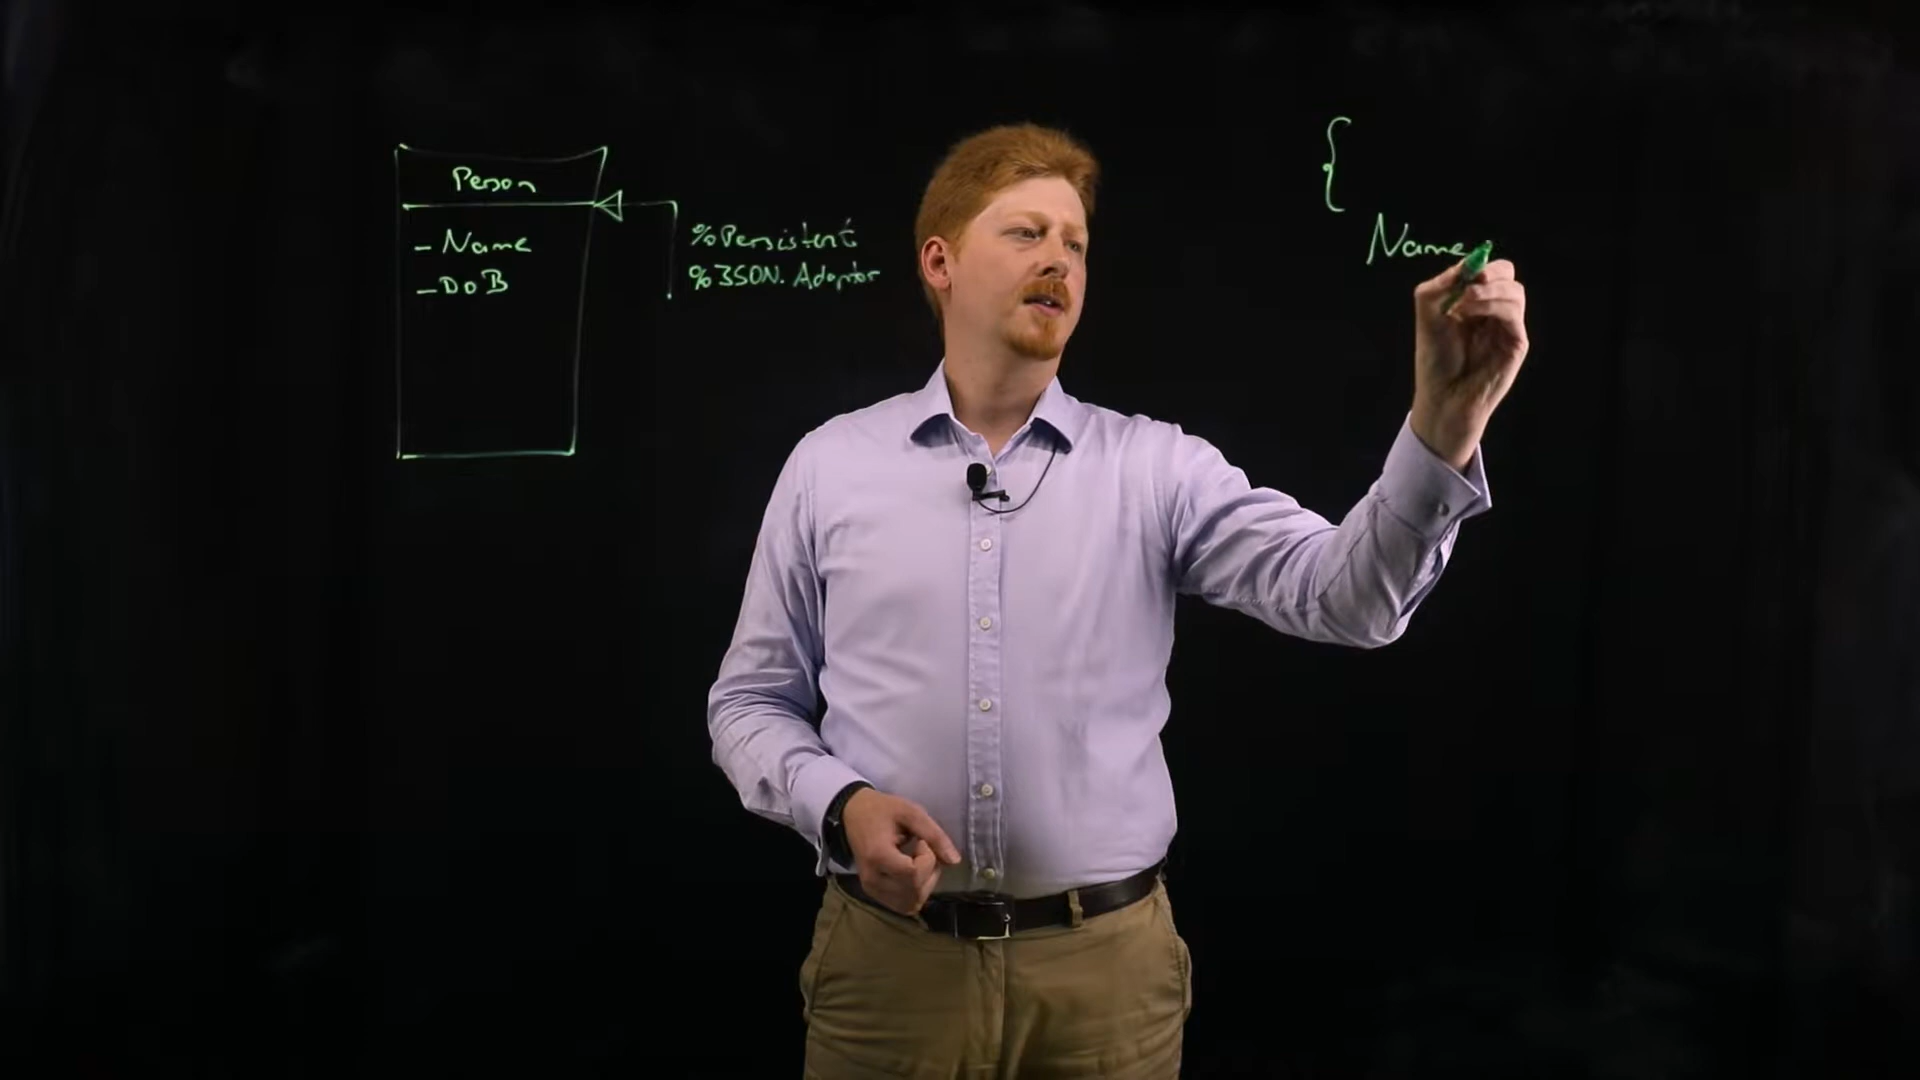 Person
- Name
- DoB
%Persistent
%JSON. Adaptor
{
Name